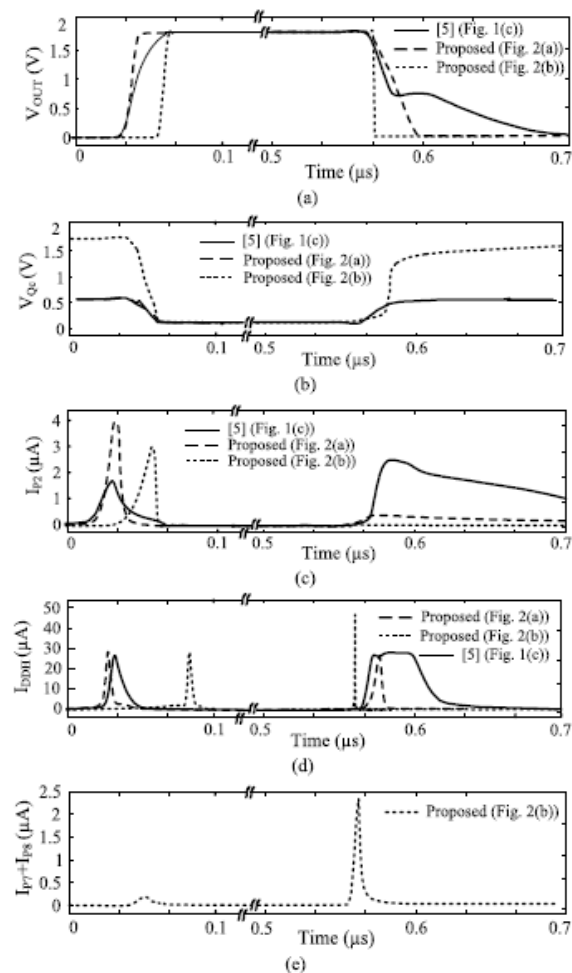 2
1.5
1
0.5
0
V_OUT (V)
[5] (Fig. 1(c))
Proposed (Fig. 2(a))
Proposed (Fig. 2(b))
0 0.1 0.5 0.6 0.7
Time (µs)
(a)
2
1.5
1
0.5
0
V_Qc (V)
[5] (Fig. 1(c))
Proposed (Fig. 2(a))
Proposed (Fig. 2(b))
0 0.1 0.5 0.6 0.7
Time (µs)
(b)
4
3
2
1
0
I_P2 (µA)
[5] (Fig. 1(c))
Proposed (Fig. 2(a))
Proposed (Fig. 2(b))
0 0.1 0.5 0.6 0.7
Time (µs)
(c)
50
40
30
20
10
0
I_DDH (µA)
Proposed (Fig. 2(a))
Proposed (Fig. 2(b))
[5] (Fig. 1(c))
0 0.1 0.5 0.6 0.7
Time (µs)
(d)
2.5
2
1.5
1
0.5
0
I_P7+I_P8 (µA)
Proposed (Fig. 2(b))
0 0.1 0.5 0.6 0.7
Time (µs)
(e)